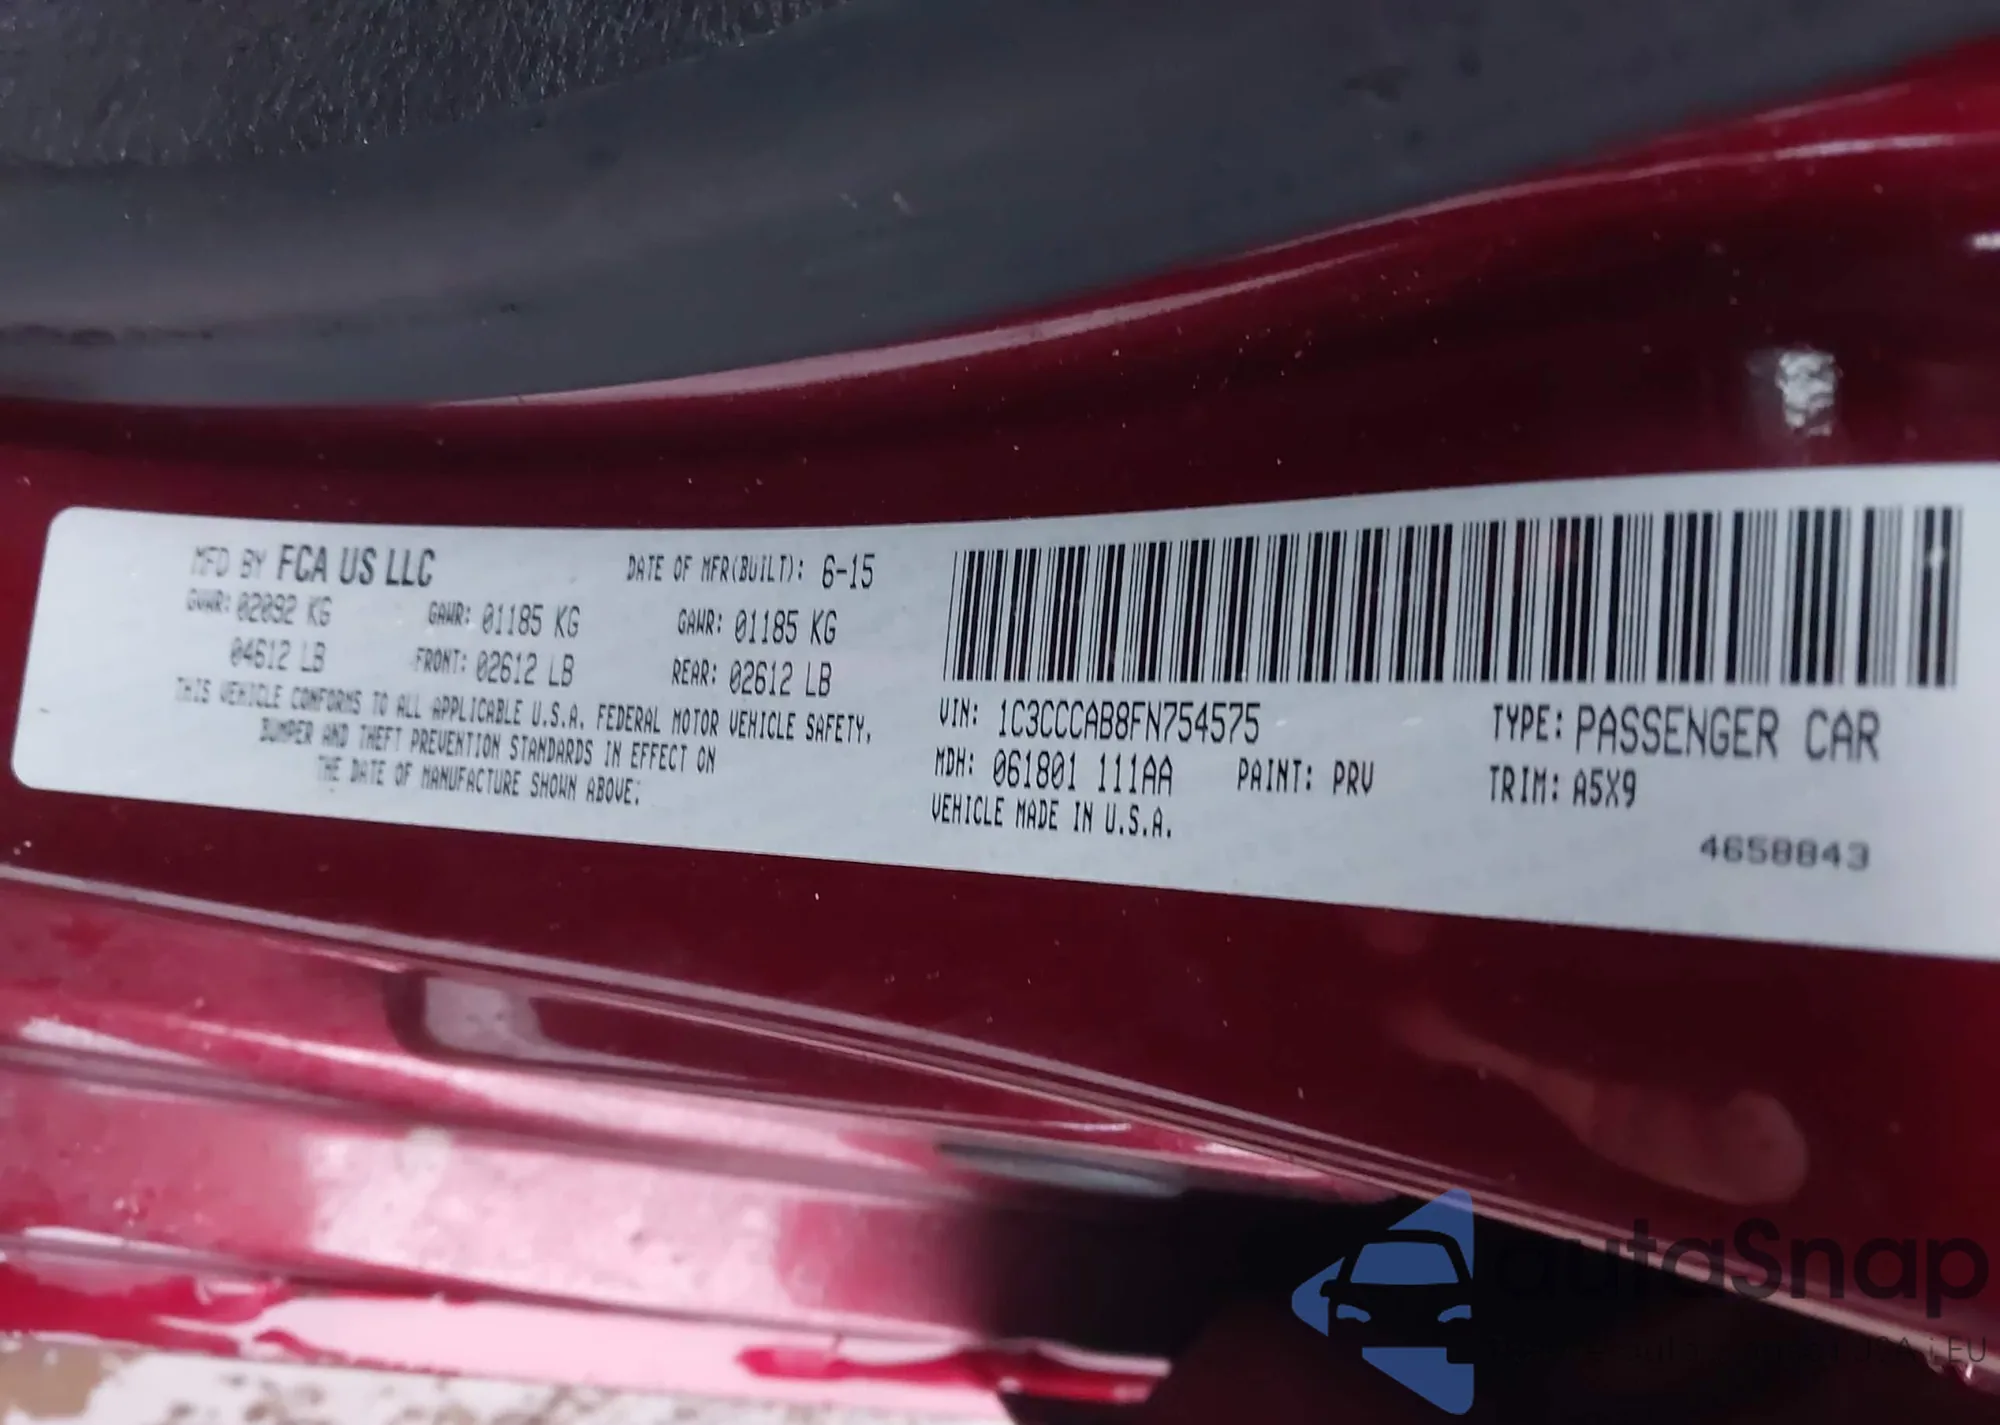 MFD BY FCA US LLC DATE OF MFR(BUILT): 6-15
GVWR: 02092 KG GAWR: 01185 KG GAWR: 01185 KG
04612 LB FRONT: 02612 LB REAR: 02612 LB
THIS VEHICLE CONFORMS TO ALL APPLICABLE U.S.A. FEDERAL MOTOR VEHICLE SAFETY,
BUMPER AND THEFT PREVENTION STANDARDS IN EFFECT ON
THE DATE OF MANUFACTURE SHOWN ABOVE.
VIN: 1C3CCCAB8FN754575 TYPE: PASSENGER CAR
MDH: 061801 111AA PAINT: PRV TRIM: A5X9
VEHICLE MADE IN U.S.A.
4658843
autaSnap
i EU